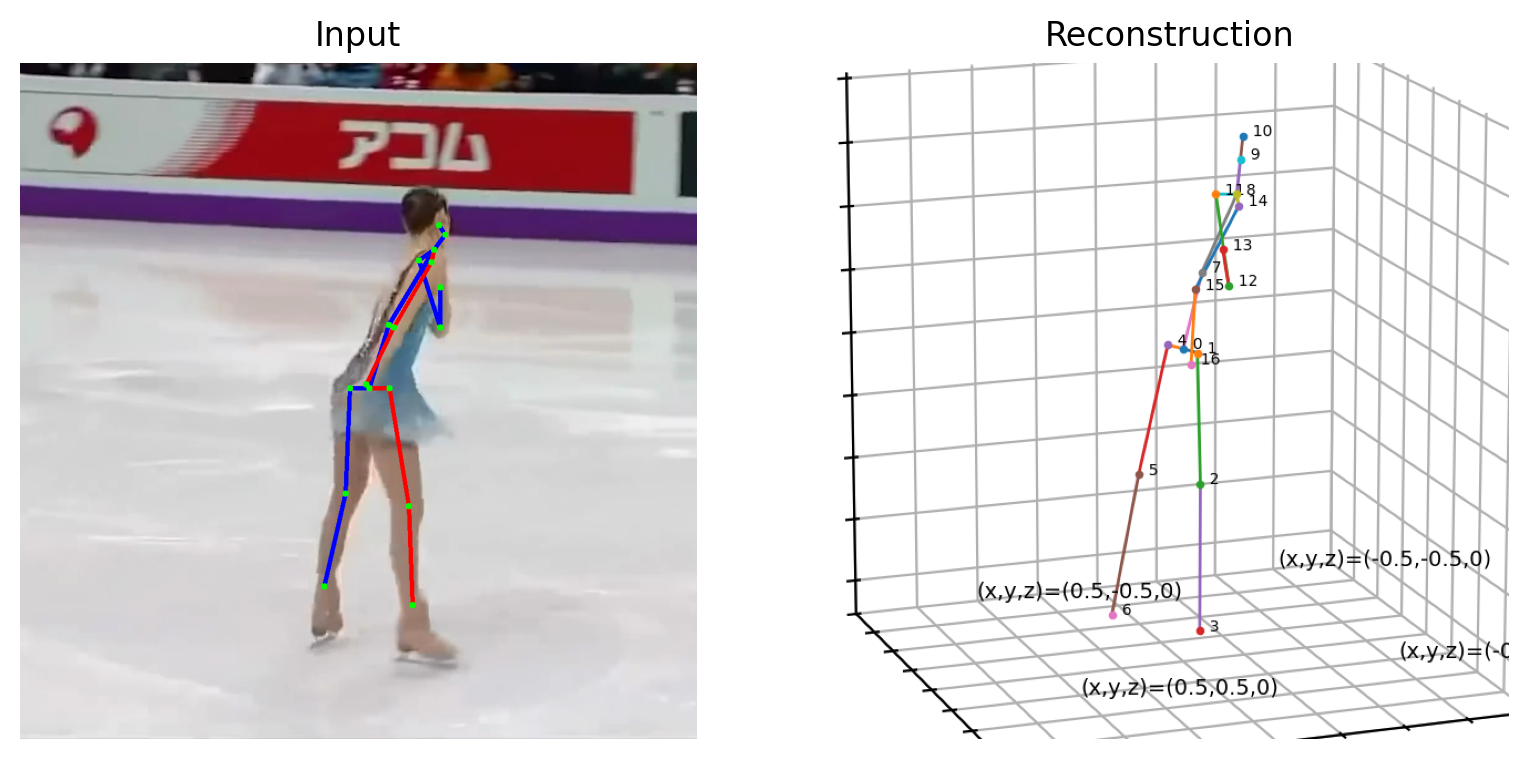 Input
Reconstruction
アコム
10
9
11
8
14
13
7
12
15
4
0
1
16
5
2
(x,y,z)=(-0.5,-0.5,0)
(x,y,z)=(0.5,-0.5,0)
6
3
(x,y,z)=(-0
(x,y,z)=(0.5,0.5,0)